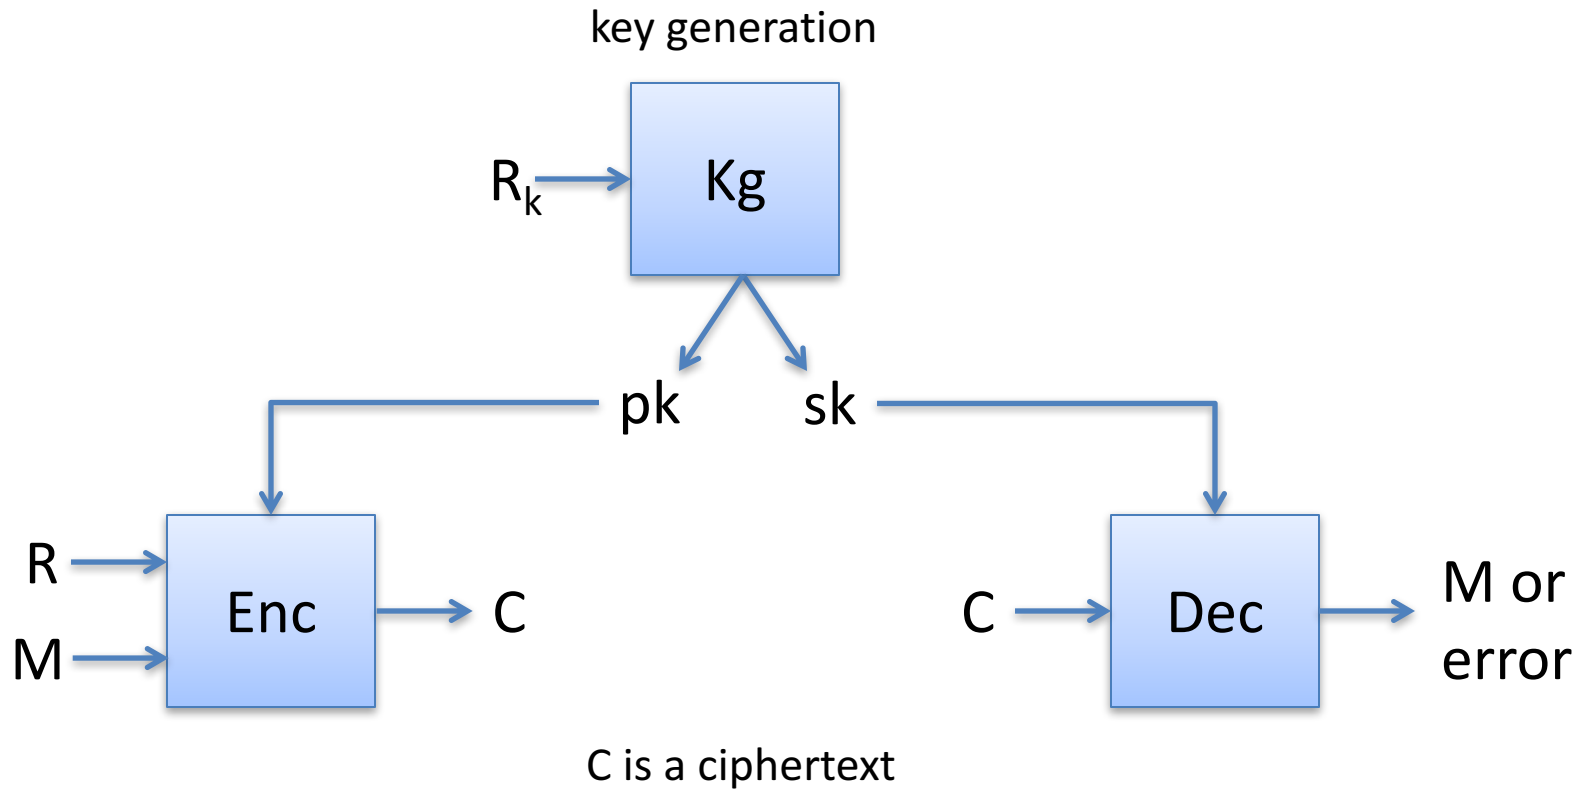 key generation
Rk
Kg
pk
sk
R
M
Enc
C
C
Dec
M or
error
C is a ciphertext